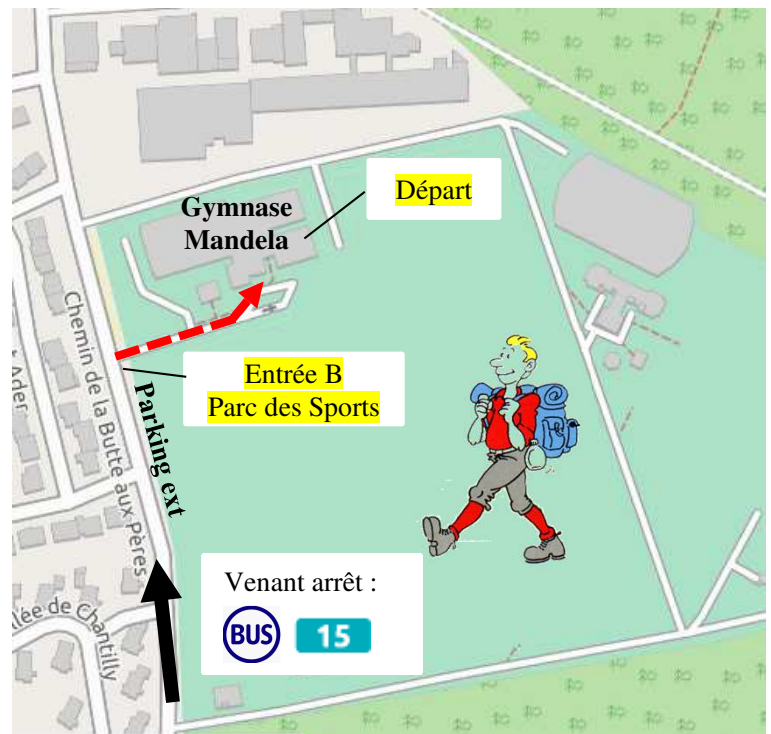 Gymnase
Mandela
Départ
Entrée B
Parc des Sports
Chemin de la Butte aux Pères
Parking ext
Ader
Venant arrêt :
BUS 15
lée de Chantilly